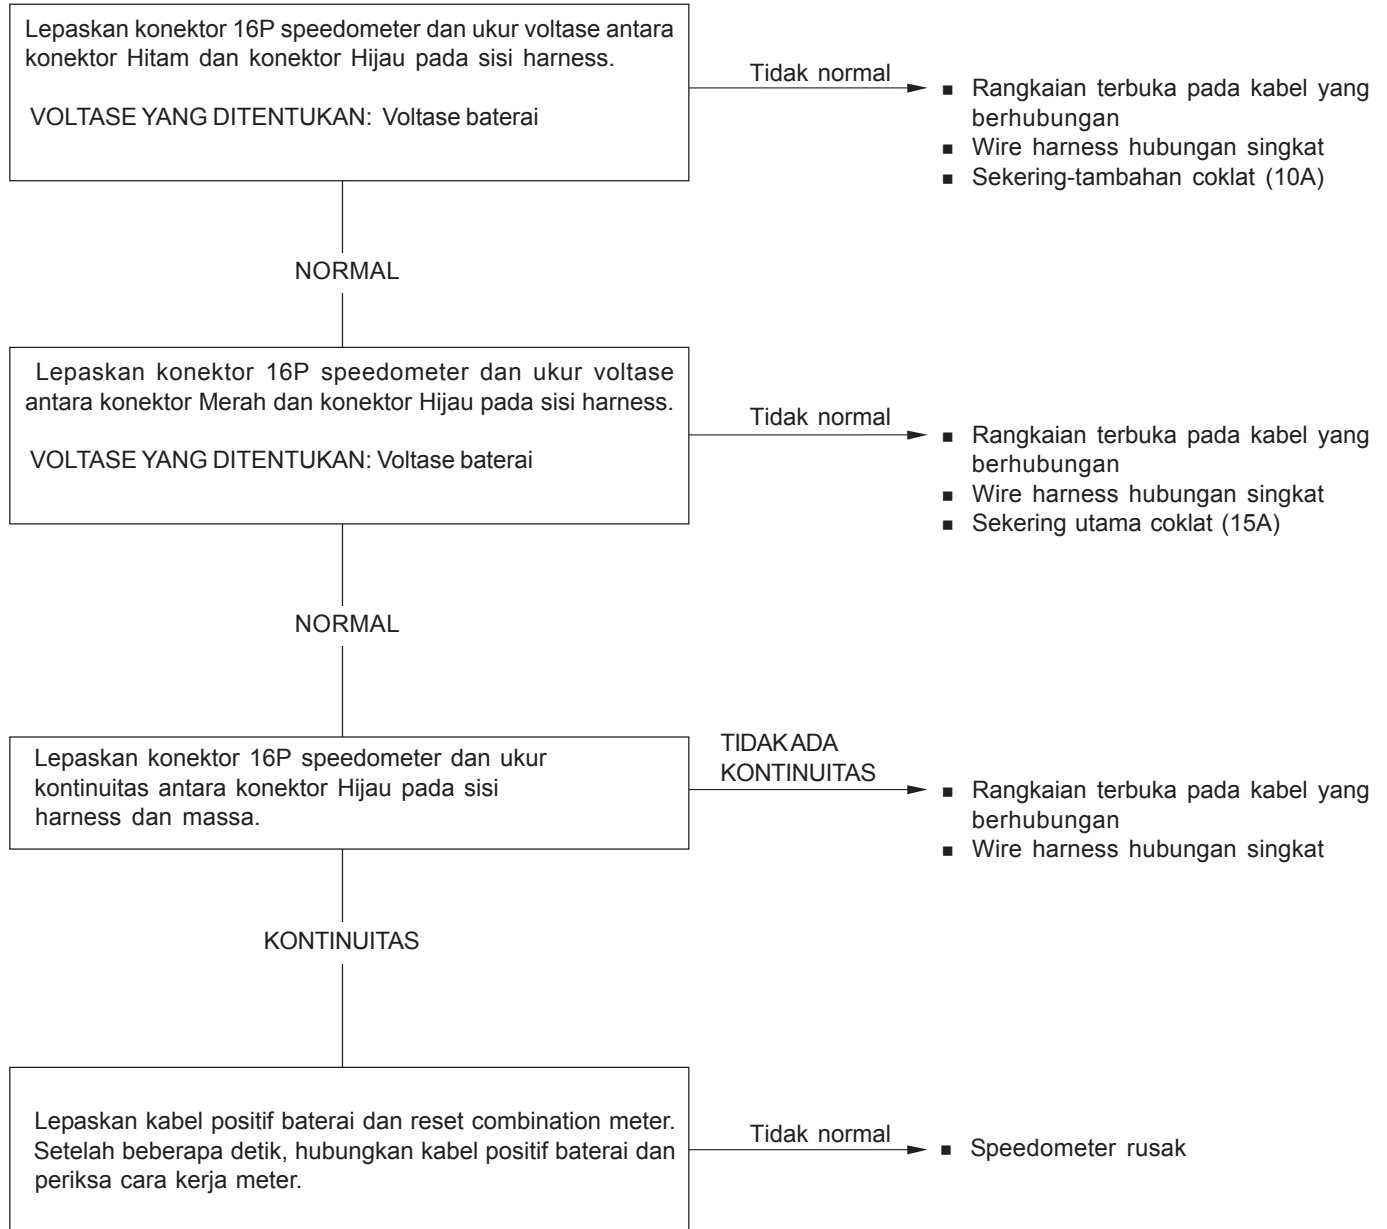 Lepaskan konektor 16P speedometer dan ukur voltase antara
konektor Hitam dan konektor Hijau pada sisi harness.
VOLTASE YANG DITENTUKAN: Voltase baterai
Tidak normal
■ Rangkaian terbuka pada kabel yang
berhubungan
■ Wire harness hubungan singkat
■ Sekering-tambahan coklat (10A)
NORMAL
Lepaskan konektor 16P speedometer dan ukur voltase
antara konektor Merah dan konektor Hijau pada sisi harness.
VOLTASE YANG DITENTUKAN: Voltase baterai
Tidak normal
■ Rangkaian terbuka pada kabel yang
berhubungan
■ Wire harness hubungan singkat
■ Sekering utama coklat (15A)
NORMAL
Lepaskan konektor 16P speedometer dan ukur
kontinuitas antara konektor Hijau pada sisi
harness dan massa.
TIDAK ADA
KONTINUITAS
■ Rangkaian terbuka pada kabel yang
berhubungan
■ Wire harness hubungan singkat
KONTINUITAS
Lepaskan kabel positif baterai dan reset combination meter.
Setelah beberapa detik, hubungkan kabel positif baterai dan
periksa cara kerja meter.
Tidak normal
■ Speedometer rusak